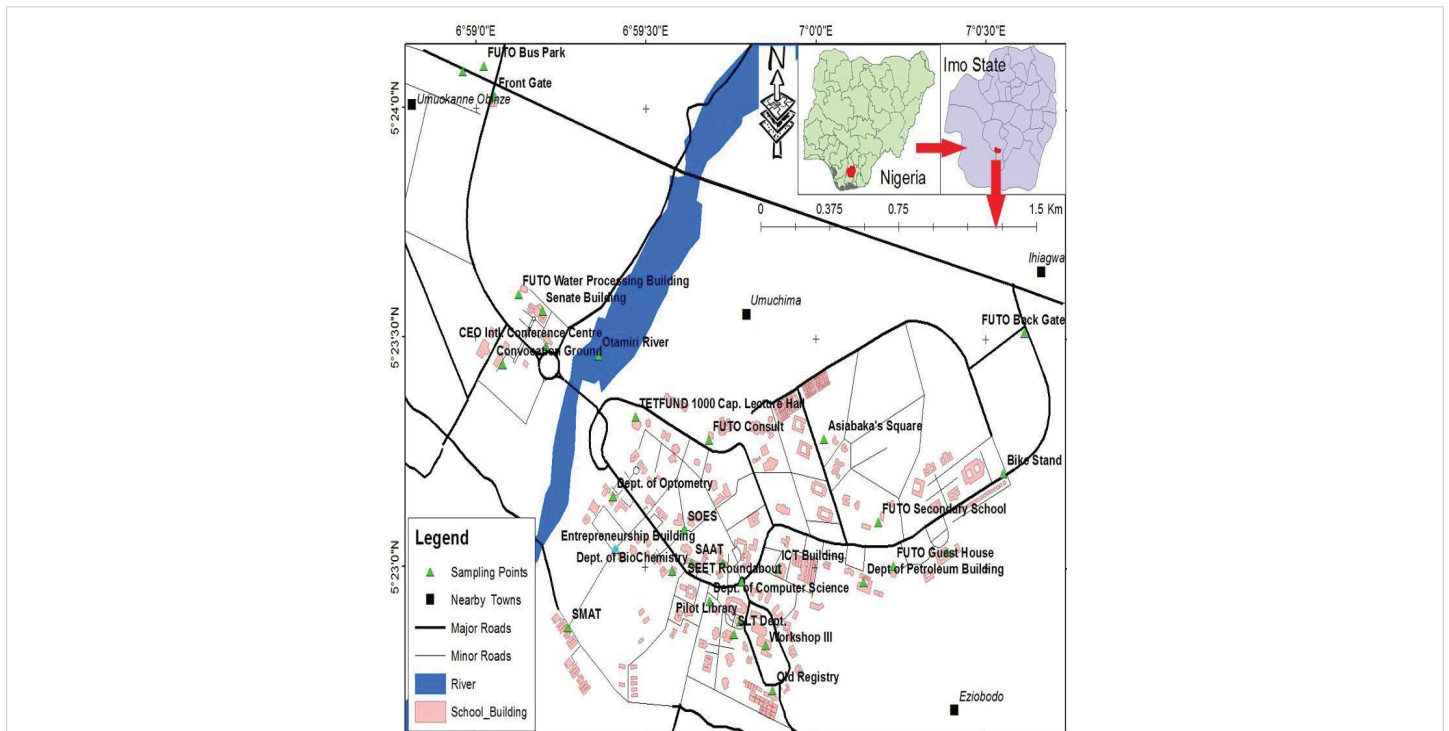 6°59'0"E
6°59'30"E
7°0'0"E
7°0'30"E
5°24'0"N
5°23'30"N
5°23'0"N
N
Nigeria
Imo State
0
0.375
0.75
1.5 Km
FUTO Bus Park
Front Gate
Umuokanne Obinze
Ihiagwa
FUTO Water Processing Building
Senate Building
Umuchima
FUTO Back Gate
CEO Intl. Conference Centre
Otamiri River
Convocation Ground
TETFUND 1000 Cap. Lecture Hall
FUTO Consult
Asiabaka's Square
Bike Stand
Dept. of Optometry
SOES
FUTO Secondary School
Entrepreneurship Building
SAAT
ICT Building
FUTO Guest House
Dept. of BioChemistry
SEET Roundabout
Dept of Petroleum Building
Dept. of Computer Science
Pilot Library
SMAT
SLT Dept.
Workshop III
Old Registry
Eziobodo
Legend
Sampling Points
Nearby Towns
Major Roads
Minor Roads
River
School_Building